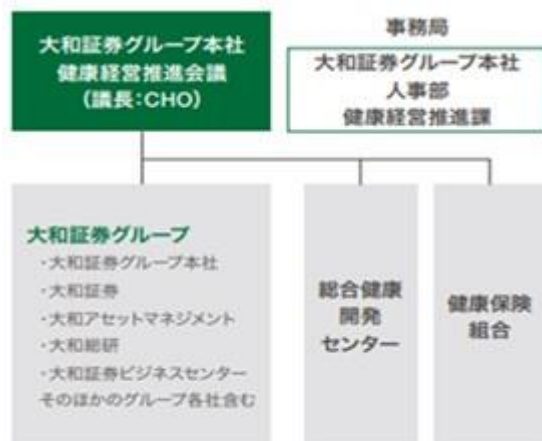 大和証券グループ本社
健康経営推進会議
(議長:CHO)
事務局
大和証券グループ本社
人事部
健康経営推進課
大和証券グループ
・大和証券グループ本社
・大和証券
・大和アセットマネジメント
・大和総研
・大和証券ビジネスセンター
そのほかのグループ各社含む
総合健康
開発
センター
健康保険
組合